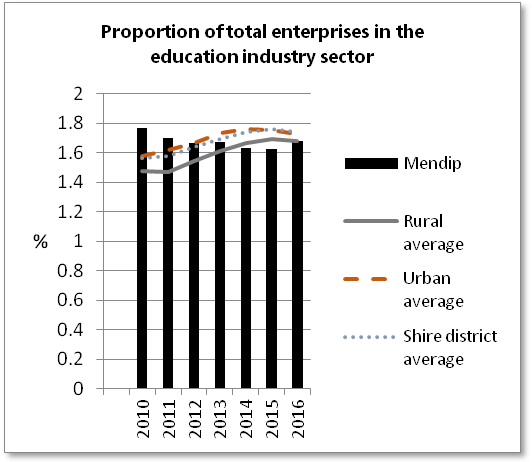 Proportion of total enterprises in the
education industry sector
2
1.8
1.6
1.4
1.2
1
0.8
0.6
0.4
0.2
0
%
2010
2011
2012
2013
2014
2015
2016
Mendip
Rural
average
Urban
average
Shire district
average